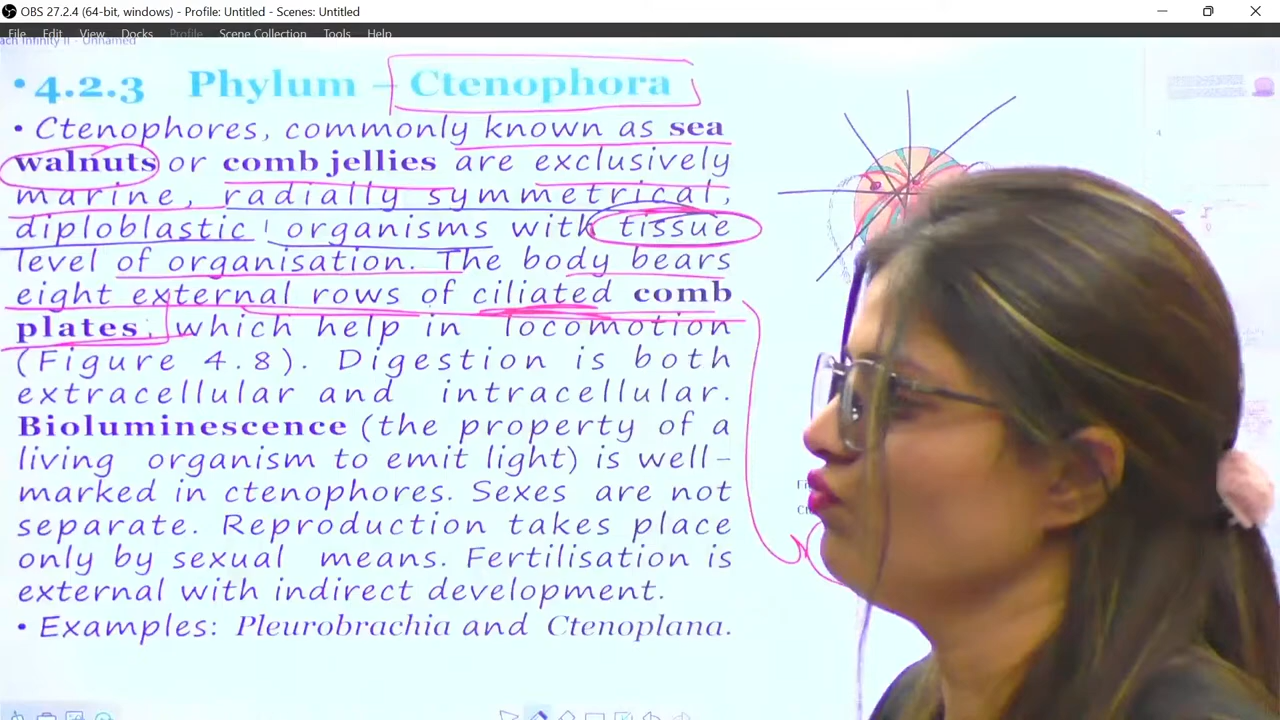 OBS 27.2.4 (64-bit, windows) - Profile: Untitled - Scenes: Untitled
File Edit View Docks Profile Scene Collection Tools Help
ach Infinity II - Unnamed
• 4.2.3 Phylum – Ctenophora
• Ctenophores, commonly known as sea
walnuts or comb jellies are exclusively
marine, radially symmetrical,
diploblastic organisms with tissue
level of organisation. The body bears
eight external rows of ciliated comb
plates, which help in locomotion
(Figure 4.8). Digestion is both
extracellular and intracellular.
Bioluminescence (the property of a
living organism to emit light) is well-
marked in ctenophores. Sexes are not
separate. Reproduction takes place
only by sexual means. Fertilisation is
external with indirect development.
• Examples: Pleurobrachia and Ctenoplana.